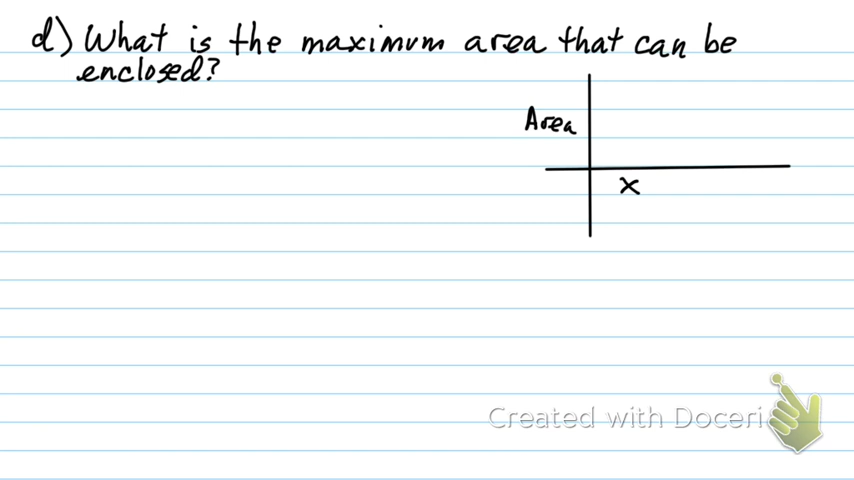 d) What is the maximum area that can be
enclosed?
Area
x
Created with Doceri